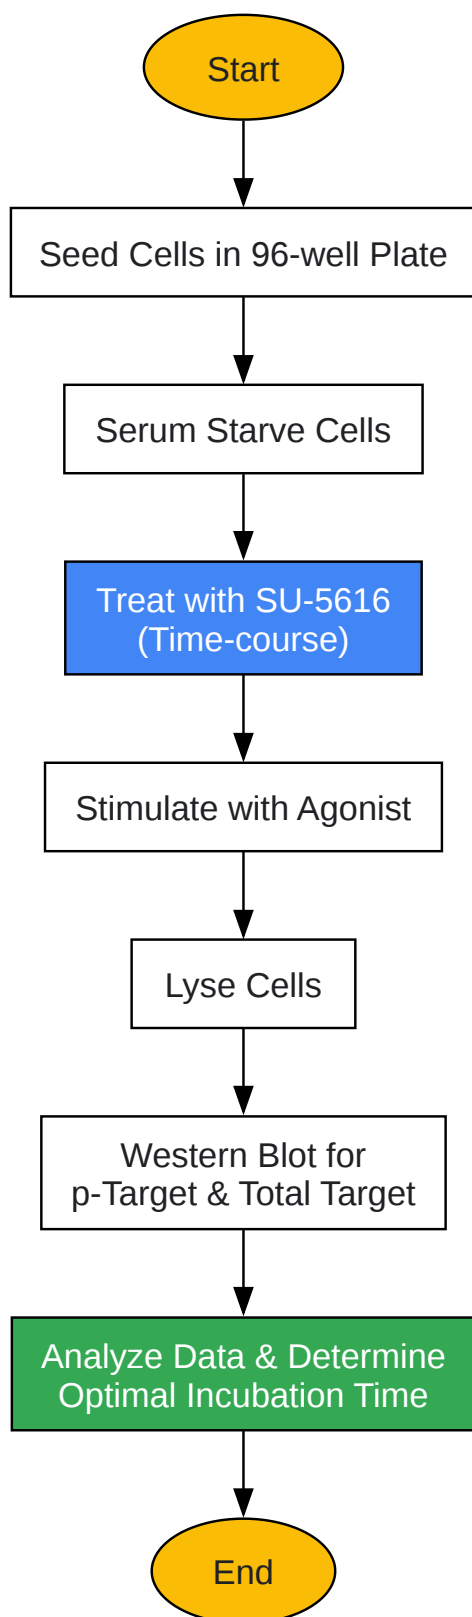 Start
Seed Cells in 96-well Plate
Serum Starve Cells
Treat with SU-5616
(Time-course)
Stimulate with Agonist
Lyse Cells
Western Blot for
p-Target & Total Target
Analyze Data & Determine
Optimal Incubation Time
End